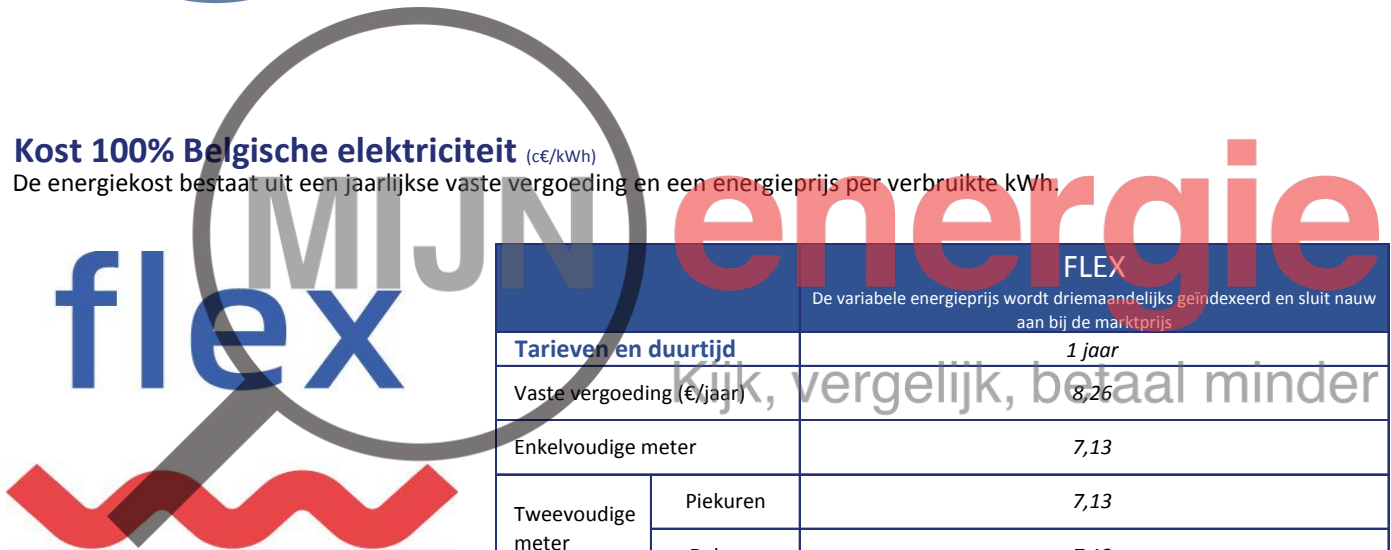 Kost 100% Belgische elektriciteit (c€/kWh)
De energiekost bestaat uit een jaarlijkse vaste vergoeding en een energieprijs per verbruikte kWh.
MIJN energie
Kijk, vergelijk, betaal minder
flex
FLEX
De variabele energieprijs wordt driemaandelijks geïndexeerd en sluit nauw
aan bij de marktprijs
Tarieven en duurtijd 1 jaar
Vaste vergoeding (€/jaar) 8,26
Enkelvoudige meter 7,13
Tweevoudige meter
Piekuren 7,13